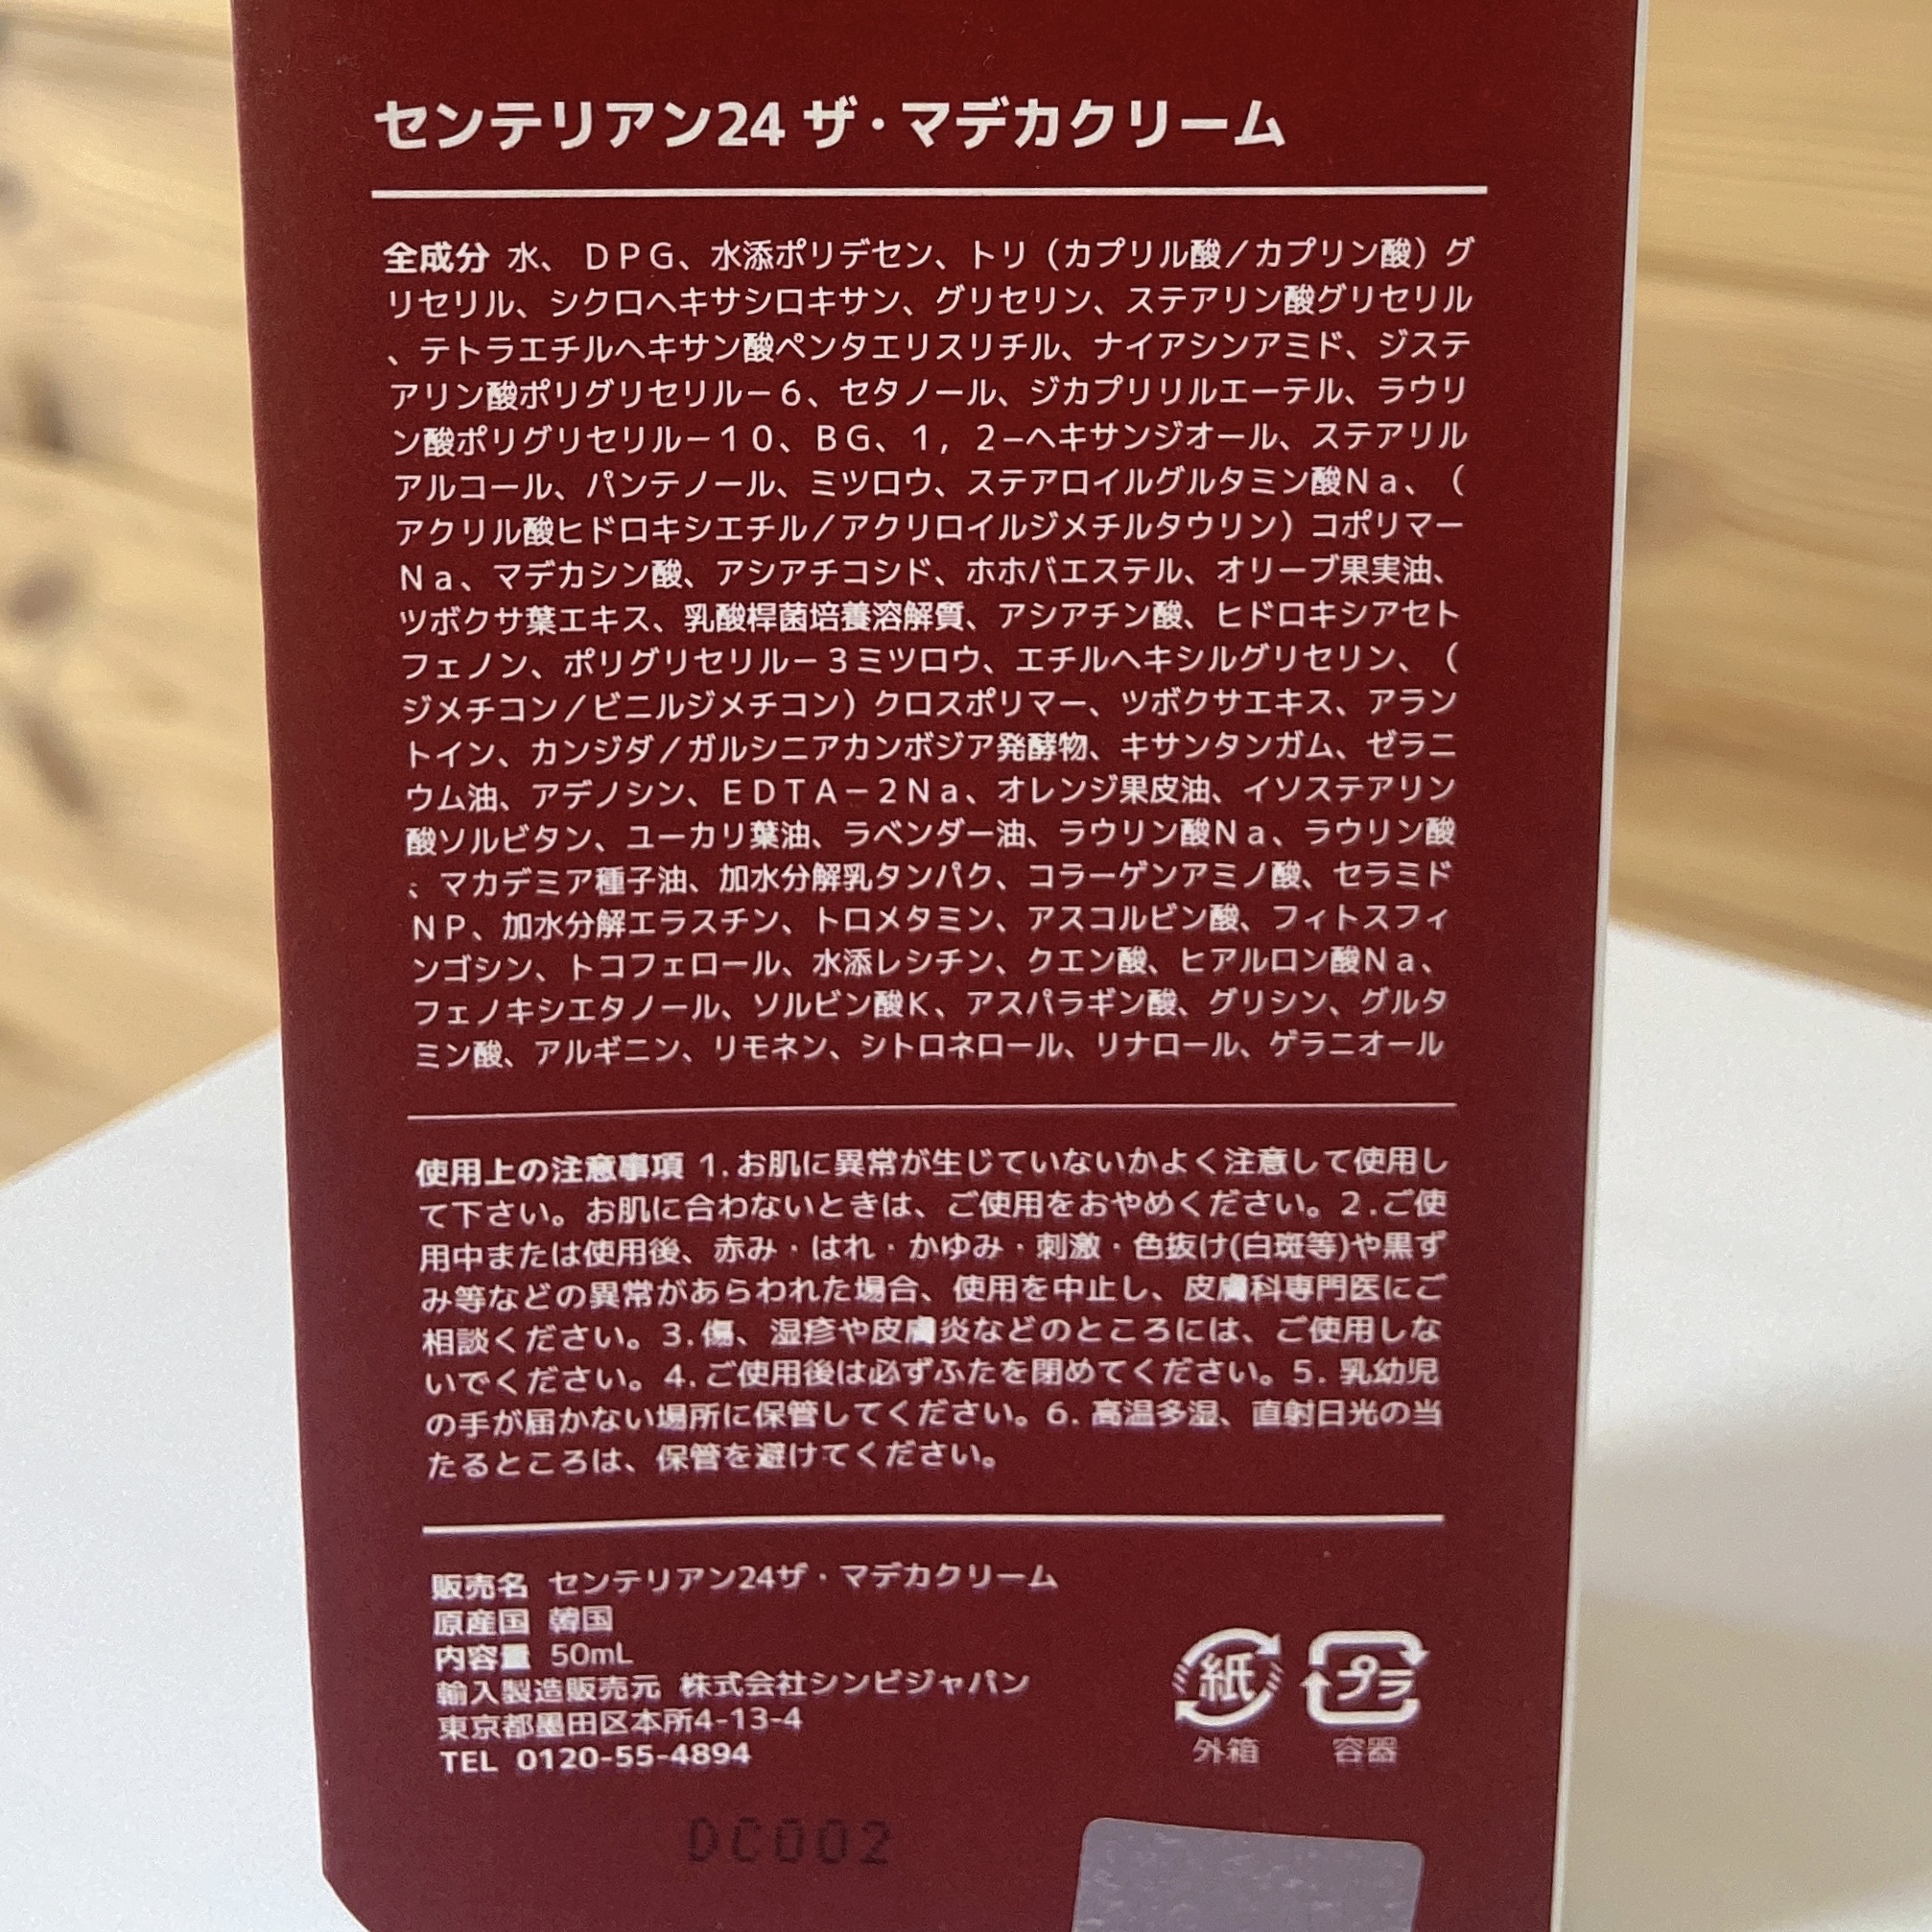 センテリアン24 ザ・マデカクリーム
全成分 水、 ＤＰＧ、水添ポリデセン、トリ（カプリル酸／カプリン酸）グ
リセリル、シクロヘキサシロキサン、グリセリン、ステアリン酸グリセリル
、テトラエチルヘキサン酸ペンタエリスリチル、ナイアシンアミド、ジステ
アリン酸ポリグリセリル－６、セタノール、ジカプリリルエーテル、ラウリ
ン酸ポリグリセリル－１０、ＢＧ、１，２－ヘキサンジオール、ステアリル
アルコール、パンテノール、ミツロウ、ステアロイルグルタミン酸Ｎａ、（
アクリル酸ヒドロキシエチル／アクリロイルジメチルタウリン）コポリマー
Ｎａ、マデカシン酸、アシアチコシド、ホホバエステル、オリーブ果実油、
ツボクサ葉エキス、乳酸桿菌培養溶解質、アシアチン酸、ヒドロキシアセト
フェノン、ポリグリセリル－３ミツロウ、エチルヘキシルグリセリン、（
ジメチコン／ビニルジメチコン）クロスポリマー、ツボクサエキス、アラン
トイン、カンジダ／ガルシニアカンボジア発酵物、キサンタンガム、ゼラニ
ウム油、アデノシン、ＥＤＴＡ－２Ｎａ、オレンジ果皮油、イソステアリン
酸ソルビタン、ユーカリ葉油、ラベンダー油、ラウリン酸Ｎａ、ラウリン酸
、マカデミア種子油、加水分解乳タンパク、コラーゲンアミノ酸、セラミド
ＮＰ、加水分解エラスチン、トロメタミン、アスコルビン酸、フィトスフィ
ンゴシン、トコフェロール、水添レシチン、クエン酸、ヒアルロン酸Ｎａ、
フェノキシエタノール、ソルビン酸Ｋ、アスパラギン酸、グリシン、グルタ
ミン酸、アルギニン、リモネン、シトロネロール、リナロール、ゲラニオール
使用上の注意事項 1.お肌に異常が生じていないかよく注意して使用し
て下さい。お肌に合わないときは、ご使用をおやめください。2.ご使
用中または使用後、赤み・はれ・かゆみ・刺激・色抜け(白斑等)や黒ず
み等などの異常があらわれた場合、使用を中止し、皮膚科専門医にご
相談ください。3.傷、湿疹や皮膚炎などのところには、ご使用しな
いでください。4.ご使用後は必ずふたを閉めてください。5. 乳幼児
の手が届かない場所に保管してください。6. 高温多湿、直射日光の当
たるところは、保管を避けてください。
販売名 センテリアン24ザ・マデカクリーム
原産国 韓国
内容量 50mL
輸入製造販売元 株式会社シンビジャパン
東京都墨田区本所4-13-4
TEL 0120-55-4894
紙 プラ
外箱 容器
DC002